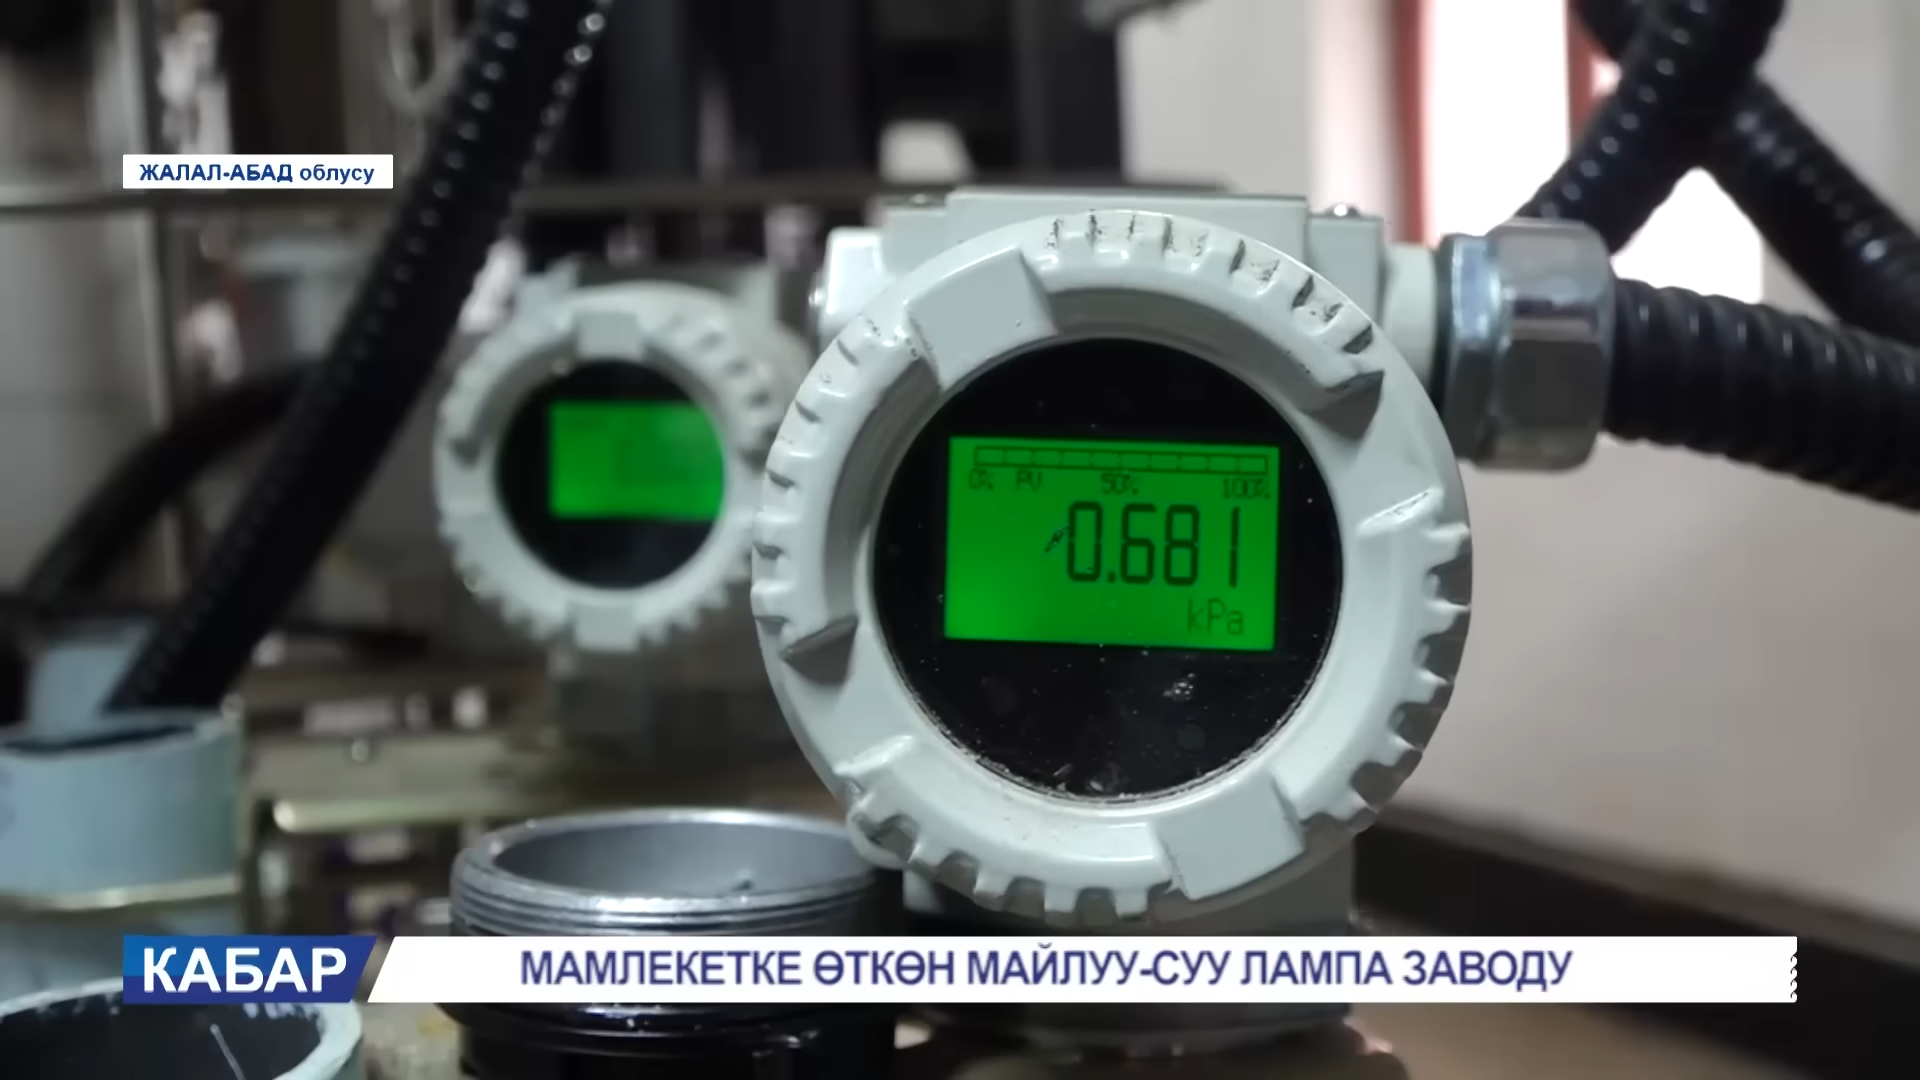 ЖАЛАЛ-АБАД облусу
0% PV 50% 100%
0.681
kPa
КАБАР
МАМЛЕКЕТКЕ ӨТКӨН МАЙЛУУ-СУУ ЛАМПА ЗАВОДУ